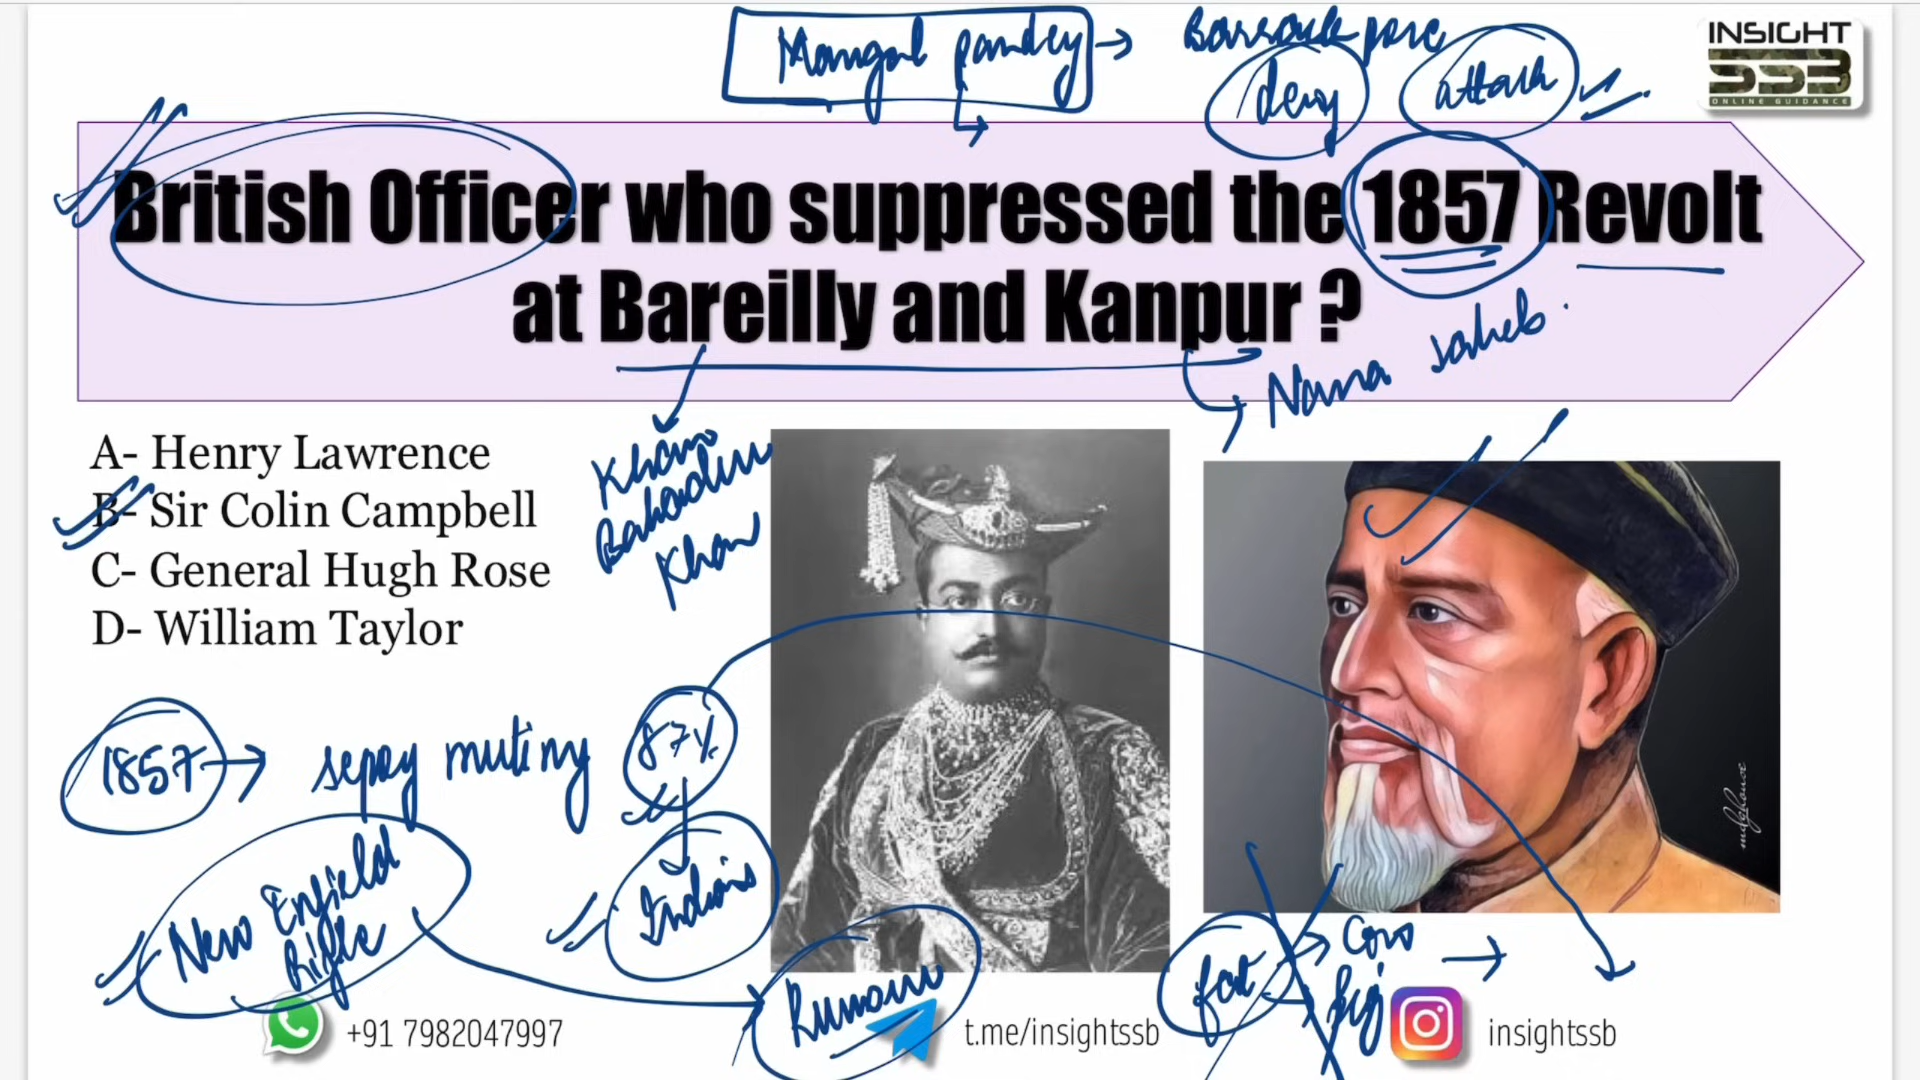 Mangal pandey → Barrackpore
deny
attack
INSIGHT
SSB
ONLINE GUIDANCE
British Officer who suppressed the 1857 Revolt
at Bareilly and Kanpur ?
Nana Saheb.
Khan
Bahadur
Khan
A- Henry Lawrence
B- Sir Colin Campbell
C- General Hugh Rose
D- William Taylor
1857 → sepoy mutiny 87%
Indians
New Enfield
Rifle
Rumour
fat
Cow
Pig
+91 7982047997
t.me/insightssb
insightssb